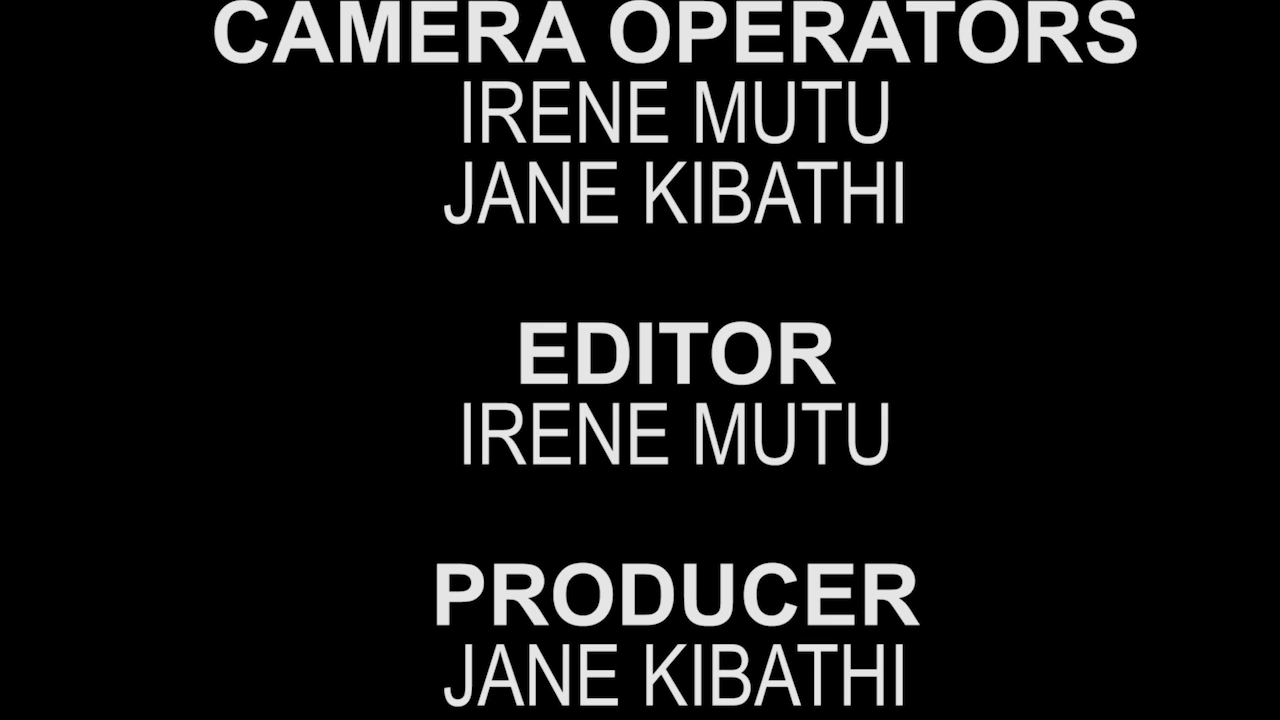 CAMERA OPERATORS
IRENE MUTU
JANE KIBATHI
EDITOR
IRENE MUTU
PRODUCER
JANE KIBATHI